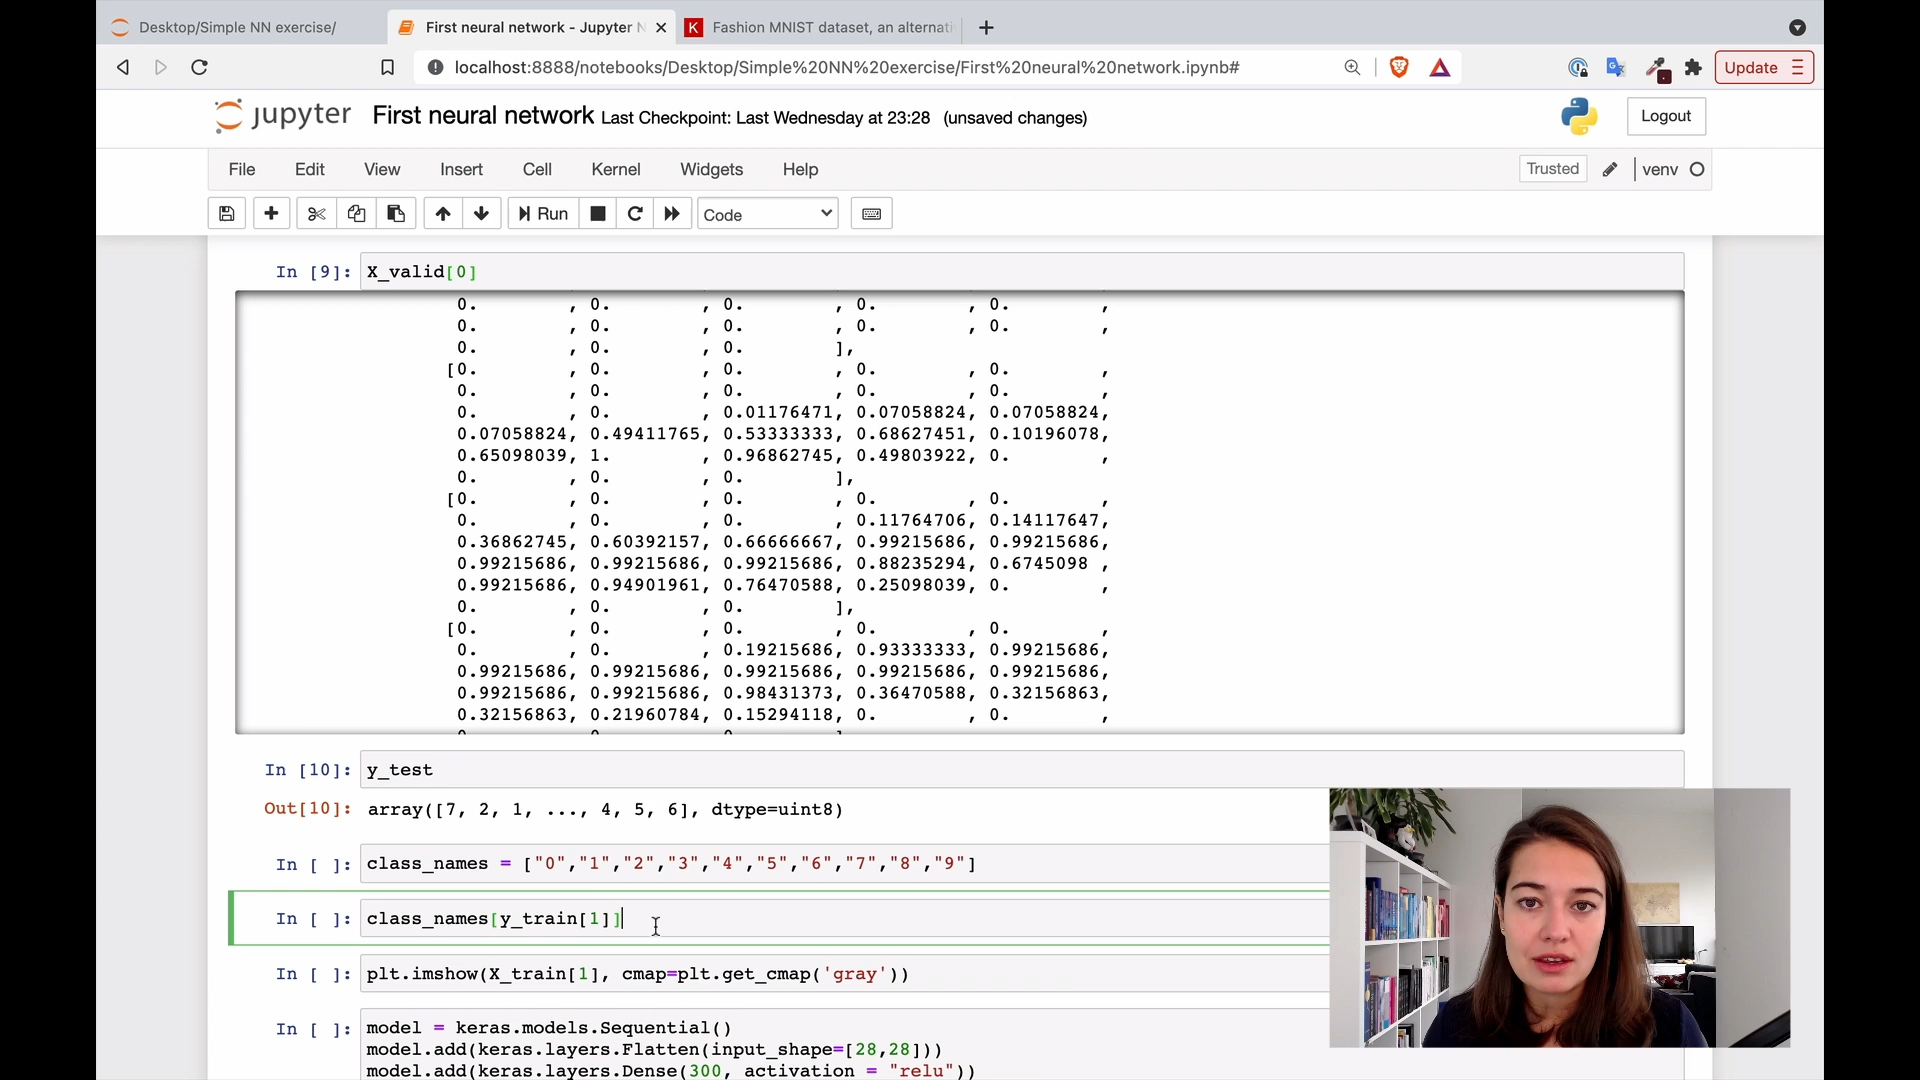 Desktop/Simple NN exercise/
First neural network - Jupyter N
K
Fashion MNIST dataset, an alternati
localhost:8888/notebooks/Desktop/Simple%20NN%20exercise/First%20neural%20network.ipynb#
Update
jupyter
First neural network Last Checkpoint: Last Wednesday at 23:28 (unsaved changes)
Logout
File Edit View Insert Cell Kernel Widgets Help
Trusted
venv
Run
Code
In [9]: X_valid[0]
0. , 0. , 0. , 0. , 0. ,
0. , 0. , 0. , 0. , 0. ,
0. , 0. , 0. ],
[0. , 0. , 0. , 0. , 0. ,
0. , 0. , 0. , 0. , 0. ,
0. , 0. , 0.01176471, 0.07058824, 0.07058824,
0.07058824, 0.49411765, 0.53333333, 0.68627451, 0.10196078,
0.65098039, 1. , 0.96862745, 0.49803922, 0. ,
0. , 0. , 0. ],
[0. , 0. , 0. , 0. , 0. ,
0. , 0. , 0. , 0.11764706, 0.14117647,
0.36862745, 0.60392157, 0.66666667, 0.99215686, 0.99215686,
0.99215686, 0.99215686, 0.99215686, 0.88235294, 0.6745098 ,
0.99215686, 0.94901961, 0.76470588, 0.25098039, 0. ,
0. , 0. , 0. ],
[0. , 0. , 0. , 0. , 0. ,
0. , 0. , 0.19215686, 0.93333333, 0.99215686,
0.99215686, 0.99215686, 0.99215686, 0.99215686, 0.99215686,
0.99215686, 0.99215686, 0.98431373, 0.36470588, 0.32156863,
0.32156863, 0.21960784, 0.15294118, 0. , 0. ,
In [10]: y_test
Out[10]: array([7, 2, 1, ..., 4, 5, 6], dtype=uint8)
In [ ]: class_names = ["0","1","2","3","4","5","6","7","8","9"]
In [ ]: class_names[y_train[1]]
In [ ]: plt.imshow(X_train[1], cmap=plt.get_cmap('gray'))
In [ ]: model = keras.models.Sequential()
model.add(keras.layers.Flatten(input_shape=[28,28]))
model.add(keras.layers.Dense(300, activation = "relu"))